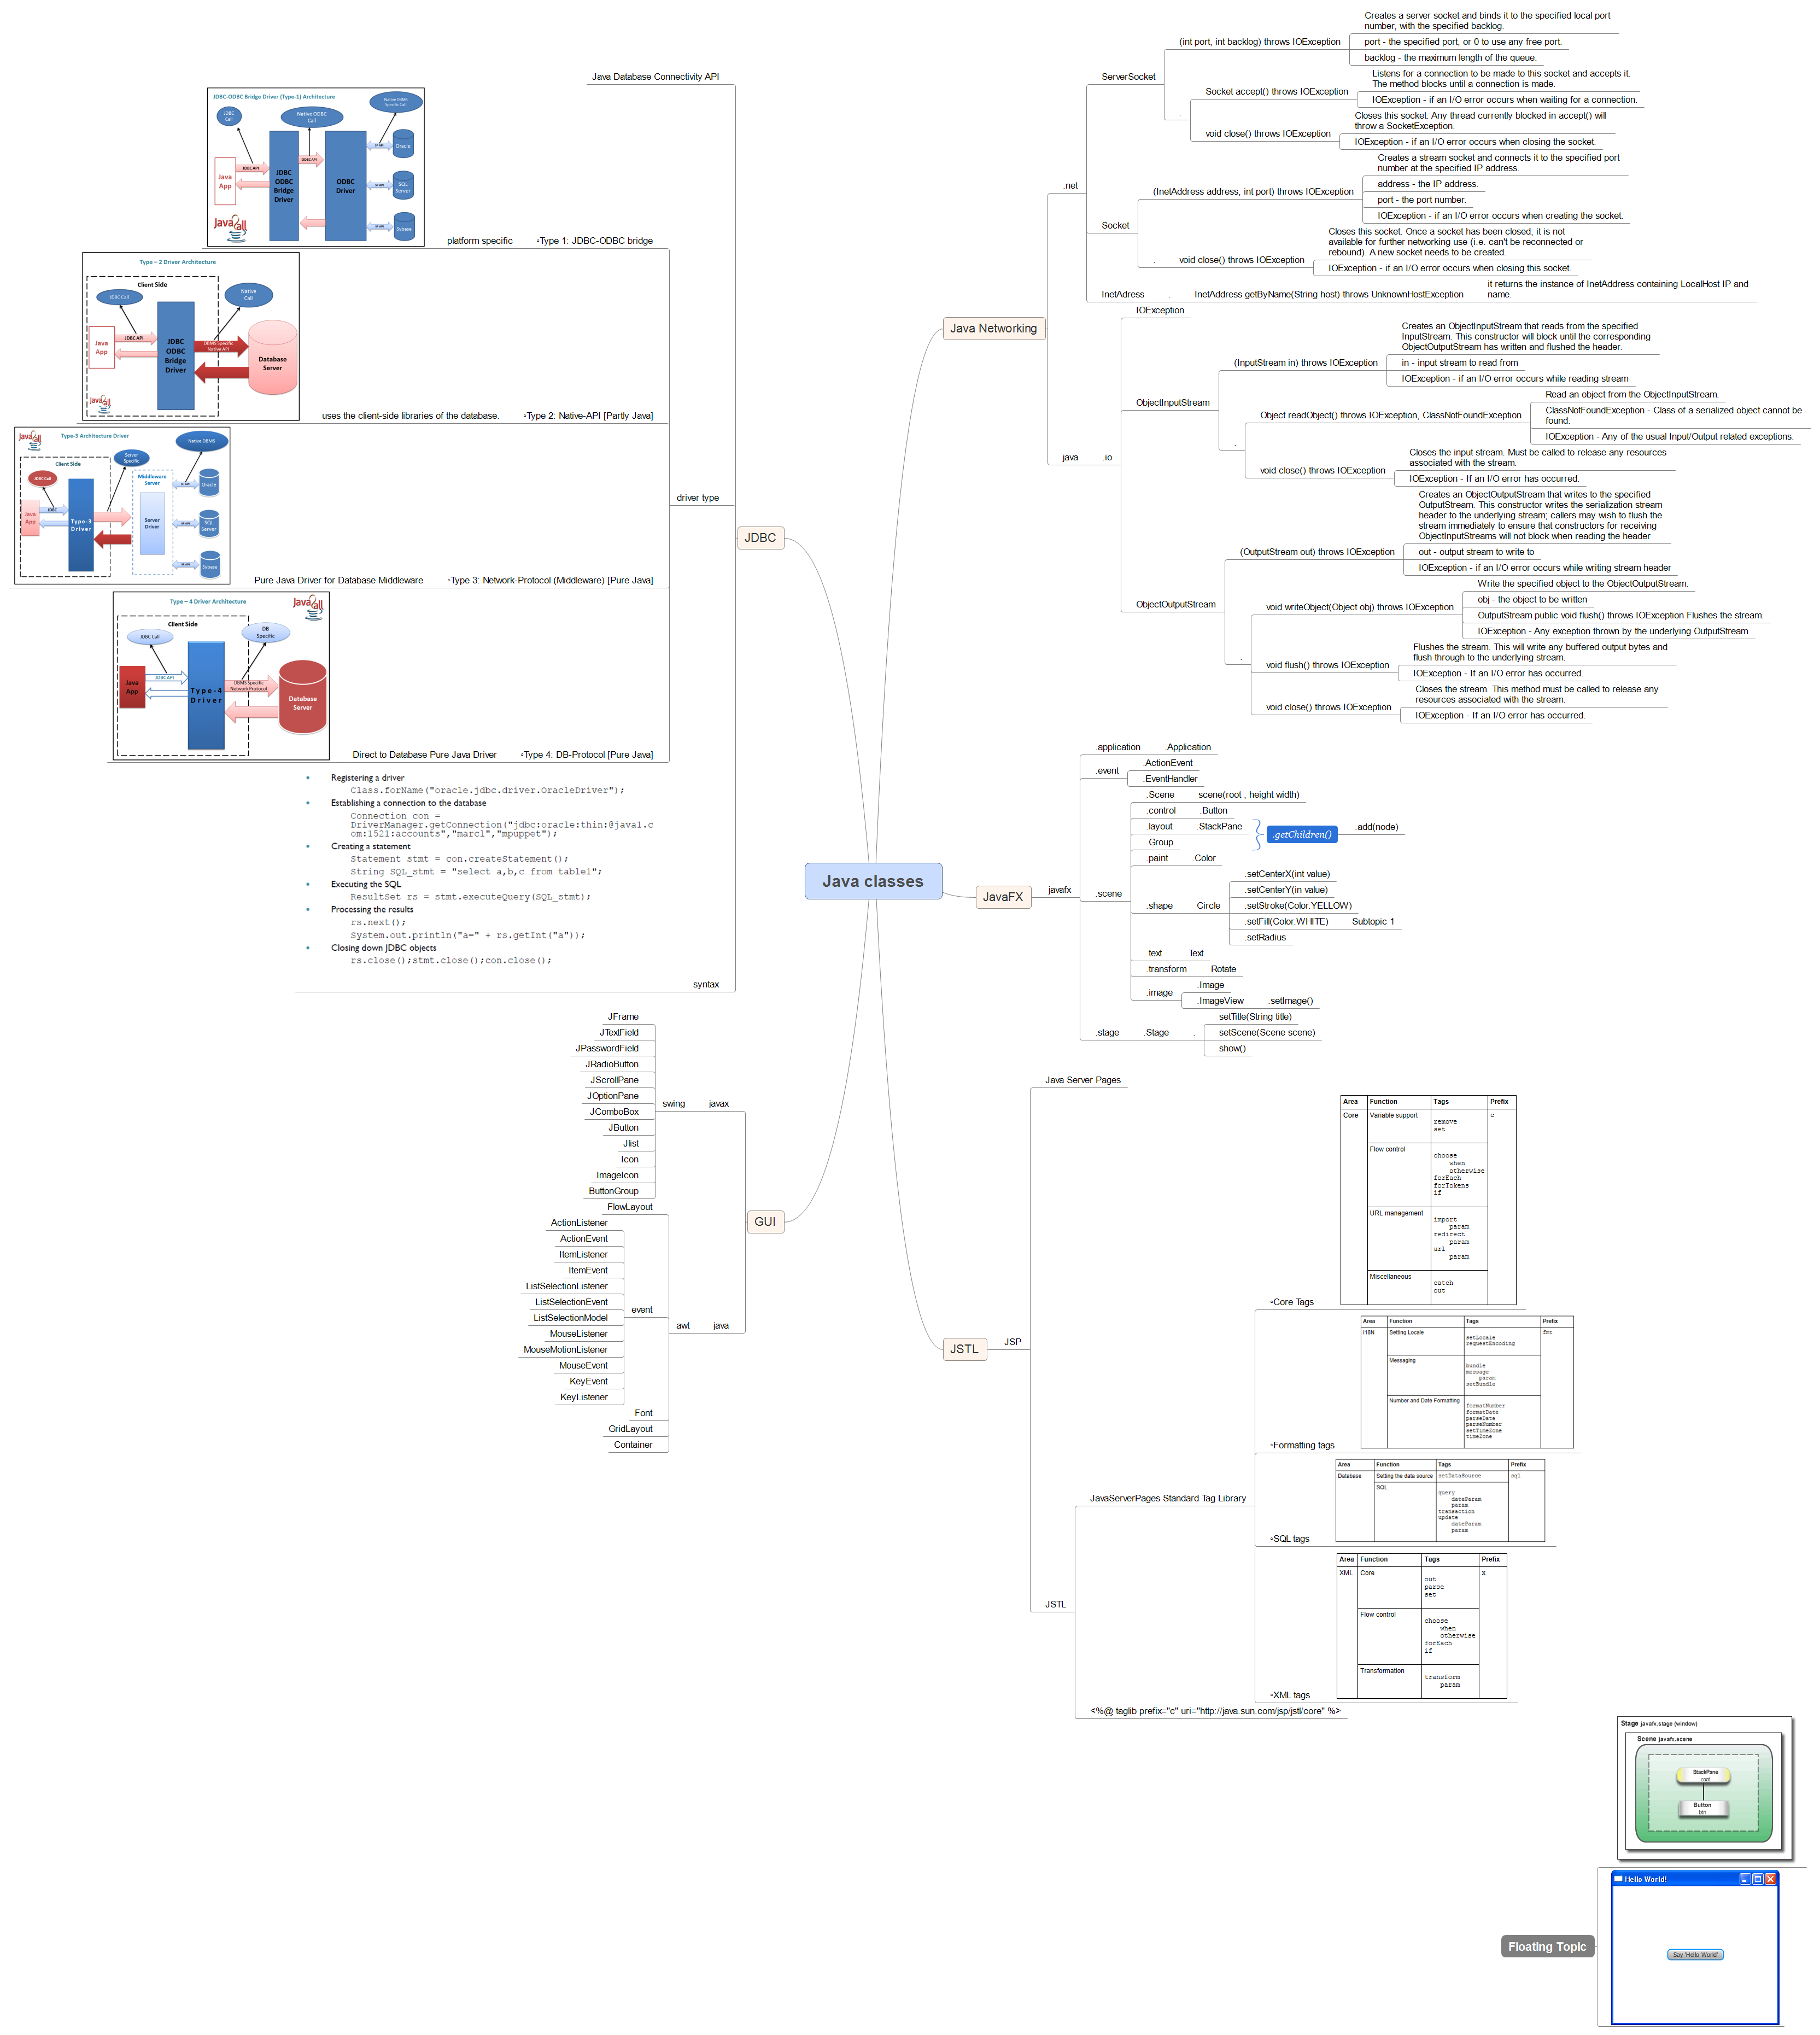 Java classes
Java Networking
java
.net
ServerSocket
(int port, int backlog) throws IOException
Creates a server socket and binds it to the specified local port
number, with the specified backlog.
port - the specified port, or 0 to use any free port.
backlog - the maximum length of the queue.
.
Socket accept() throws IOException
Listens for a connection to be made to this socket and accepts it.
The method blocks until a connection is made.
IOException - if an I/O error occurs when waiting for a connection.
void close() throws IOException
Closes this socket. Any thread currently blocked in accept() will
throw a SocketException.
IOException - if an I/O error occurs when closing the socket.
Socket
(InetAddress address, int port) throws IOException
Creates a stream socket and connects it to the specified port
number at the specified IP address.
address - the IP address.
port - the port number.
IOException - if an I/O error occurs when creating the socket.
.
void close() throws IOException
Closes this socket. Once a socket has been closed, it is not
available for further networking use (i.e. can't be reconnected or
rebound). A new socket needs to be created.
IOException - if an I/O error occurs when closing this socket.
InetAdress
.
InetAddress getByName(String host) throws UnknownHostException
it returns the instance of InetAddress containing LocalHost IP and
name.
.io
IOException
ObjectInputStream
(InputStream in) throws IOException
Creates an ObjectInputStream that reads from the specified
InputStream. This constructor will block until the corresponding
ObjectOutputStream has written and flushed the header.
in - input stream to read from
IOException - if an I/O error occurs while reading stream
.
Object readObject() throws IOException, ClassNotFoundException
Read an object from the ObjectInputStream.
ClassNotFoundException - Class of a serialized object cannot be
found.
IOException - Any of the usual Input/Output related exceptions.
void close() throws IOException
Closes the input stream. Must be called to release any resources
associated with the stream.
IOException - If an I/O error has occurred.
ObjectOutputStream
(OutputStream out) throws IOException
Creates an ObjectOutputStream that writes to the specified
OutputStream. This constructor writes the serialization stream
header to the underlying stream; callers may wish to flush the
stream immediately to ensure that constructors for receiving
ObjectInputStreams will not block when reading the header
out - output stream to write to
IOException - if an I/O error occurs while writing stream header
.
void writeObject(Object obj) throws IOException
Write the specified object to the ObjectOutputStream.
obj - the object to be written
OutputStream public void flush() throws IOException Flushes the stream.
IOException - Any exception thrown by the underlying OutputStream
void flush() throws IOException
Flushes the stream. This will write any buffered output bytes and
flush through to the underlying stream.
IOException - If an I/O error has occurred.
void close() throws IOException
Closes the stream. This method must be called to release any
resources associated with the stream.
IOException - If an I/O error has occurred.
JavaFX
javafx
.application
.Application
.event
.ActionEvent
.EventHandler
.scene
.Scene
scene(root , height width)
.control
.Button
.layout
.StackPane
.Group
.getChildren()
.add(node)
.paint
.Color
.shape
Circle
.setCenterX(int value)
.setCenterY(in value)
.setStroke(Color.YELLOW)
.setFill(Color.WHITE)
Subtopic 1
.setRadius
.text
.Text
.transform
Rotate
.image
.Image
.ImageView
.setImage()
.stage
.Stage
.
setTitle(String title)
setScene(Scene scene)
show()
JSTL
JSP
Java Server Pages
JSTL
JavaServerPages Standard Tag Library
•Core Tags
Area Function Tags Prefix
Core Variable support c
remove
set
Flow control
choose
when
otherwise
forEach
forTokens
if
URL management
import
param
redirect
param
url
param
Miscellaneous
catch
out
•Formatting tags
Area Function Tags Prefix
I18N Setting Locale fmt
setLocale
requestEncoding
Messaging
bundle
message
param
setBundle
Number and Date Formatting
formatNumber
formatDate
parseDate
parseNumber
setTimeZone
timeZone
•SQL tags
Area Function Tags Prefix
Database Setting the data source setDataSource sql
SQL
query
dateParam
param
transaction
update
dateParam
param
•XML tags
Area Function Tags Prefix
XML Core x
out
parse
set
Flow control
choose
when
otherwise
forEach
if
Transformation
transform
param
<%@ taglib prefix="c" uri="http://java.sun.com/jsp/jstl/core" %>
JDBC
Java Database Connectivity API
driver type
•Type 1: JDBC-ODBC bridge
platform specific
JDBC-ODBC Bridge Driver (Type-1) Architecture
JDBC
Call
Native ODBC
Call
Native DBMS
Specific Call
Java
App
JDBC API
JDBC
ODBC
Bridge
Driver
ODBC API
ODBC
Driver
Oracle
SQL
Server
Sybase
Java4all
•Type 2: Native-API [Partly Java]
uses the client-side libraries of the database.
Type – 2 Driver Architecture
Client Side
JDBC Call
Native
Call
Java
App
JDBC API
JDBC
ODBC
Bridge
Driver
DBMS Specific
Native API
Database
Server
Java4all
•Type 3: Network-Protocol (Middleware) [Pure Java]
Pure Java Driver for Database Middleware
Java4all
Type-3 Architecture Driver
Client Side
JDBC Call
Server
Specific
Native DBMS
Middleware
Server
Java
App
JDBC
Type-3
Driver
Server
Driver
Oracle
SQL
Server
Sybase
•Type 4: DB-Protocol [Pure Java]
Direct to Database Pure Java Driver
Type – 4 Driver Architecture
Java4all
Client Side
JDBC Call
DB
Specific
Java
App
JDBC API
Type-4
Driver
DBMS Specific
Network Protocol
Database
Server
syntax
• Registering a driver
Class.forName("oracle.jdbc.driver.OracleDriver");
• Establishing a connection to the database
Connection con =
DriverManager.getConnection("jdbc:oracle:thin:@java1.c
om:1521:accounts","marcl","mpuppet");
• Creating a statement
Statement stmt = con.createStatement();
String SQL_stmt = "select a,b,c from table1";
• Executing the SQL
ResultSet rs = stmt.executeQuery(SQL_stmt);
• Processing the results
rs.next();
System.out.println("a=" + rs.getInt("a"));
• Closing down JDBC objects
rs.close();stmt.close();con.close();
GUI
javax
swing
JFrame
JTextField
JPasswordField
JRadioButton
JScrollPane
JOptionPane
JComboBox
JButton
Jlist
Icon
ImageIcon
ButtonGroup
java
awt
FlowLayout
event
ActionListener
ActionEvent
ItemListener
ItemEvent
ListSelectionListener
ListSelectionEvent
ListSelectionModel
MouseListener
MouseMotionListener
MouseEvent
KeyEvent
KeyListener
Font
GridLayout
Container
Floating Topic
Stage javafx.stage (window)
Scene javafx.scene
StackPane
root
Button
btn
Hello World!
Say 'Hello World'